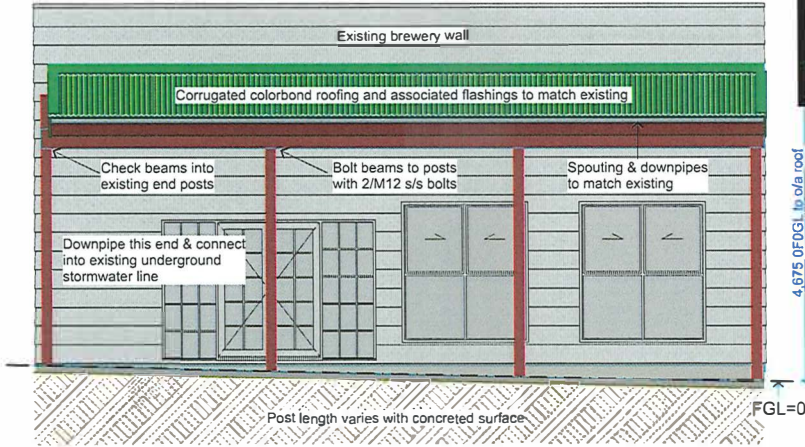 Existing brewery wall
Corrugated colorbond roofing and associated flashings to match existing
Check beams into
existing end posts
Bolt beams to posts
with 2/M12 s/s bolts
Spouting & downpipes
to match existing
Downpipe this end & connect
into existing underground
stormwater line
4,675 0F0GL to o/a roof
Post length varies with concreted surface
FGL=0